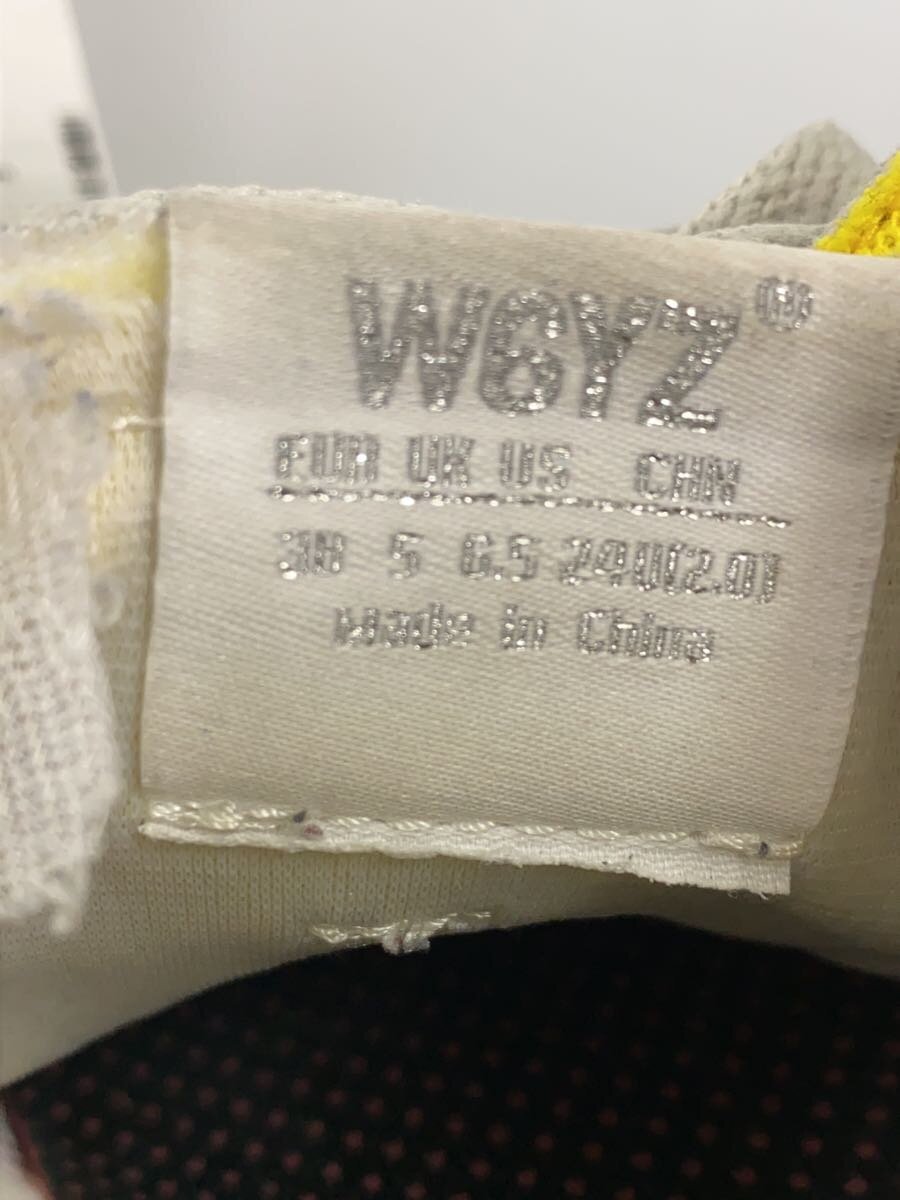 W6YZ®
EUR UK US CHN
38 5 6.5 240(2.0)
Made in China